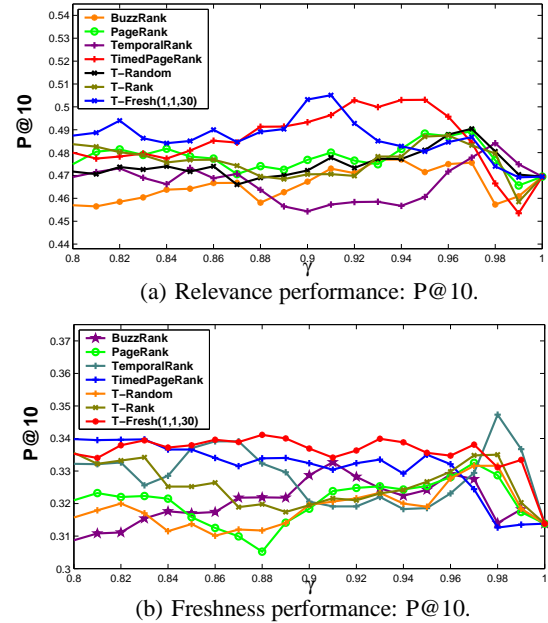 0.54
0.53
0.52
0.51
0.5
0.49
0.48
0.47
0.46
0.45
0.44
P@10
BuzzRank
PageRank
TemporalRank
TimedPageRank
T-Random
T-Rank
T-Fresh(1,1,30)
0.8 0.82 0.84 0.86 0.88 0.9 0.92 0.94 0.96 0.98 1
γ
(a) Relevance performance: P@10.
0.37
0.36
0.35
0.34
0.33
0.32
0.31
0.3
P@10
BuzzRank
PageRank
TemporalRank
TimedPageRank
T-Random
T-Rank
T-Fresh(1,1,30)
0.8 0.82 0.84 0.86 0.88 0.9 0.92 0.94 0.96 0.98 1
γ
(b) Freshness performance: P@10.